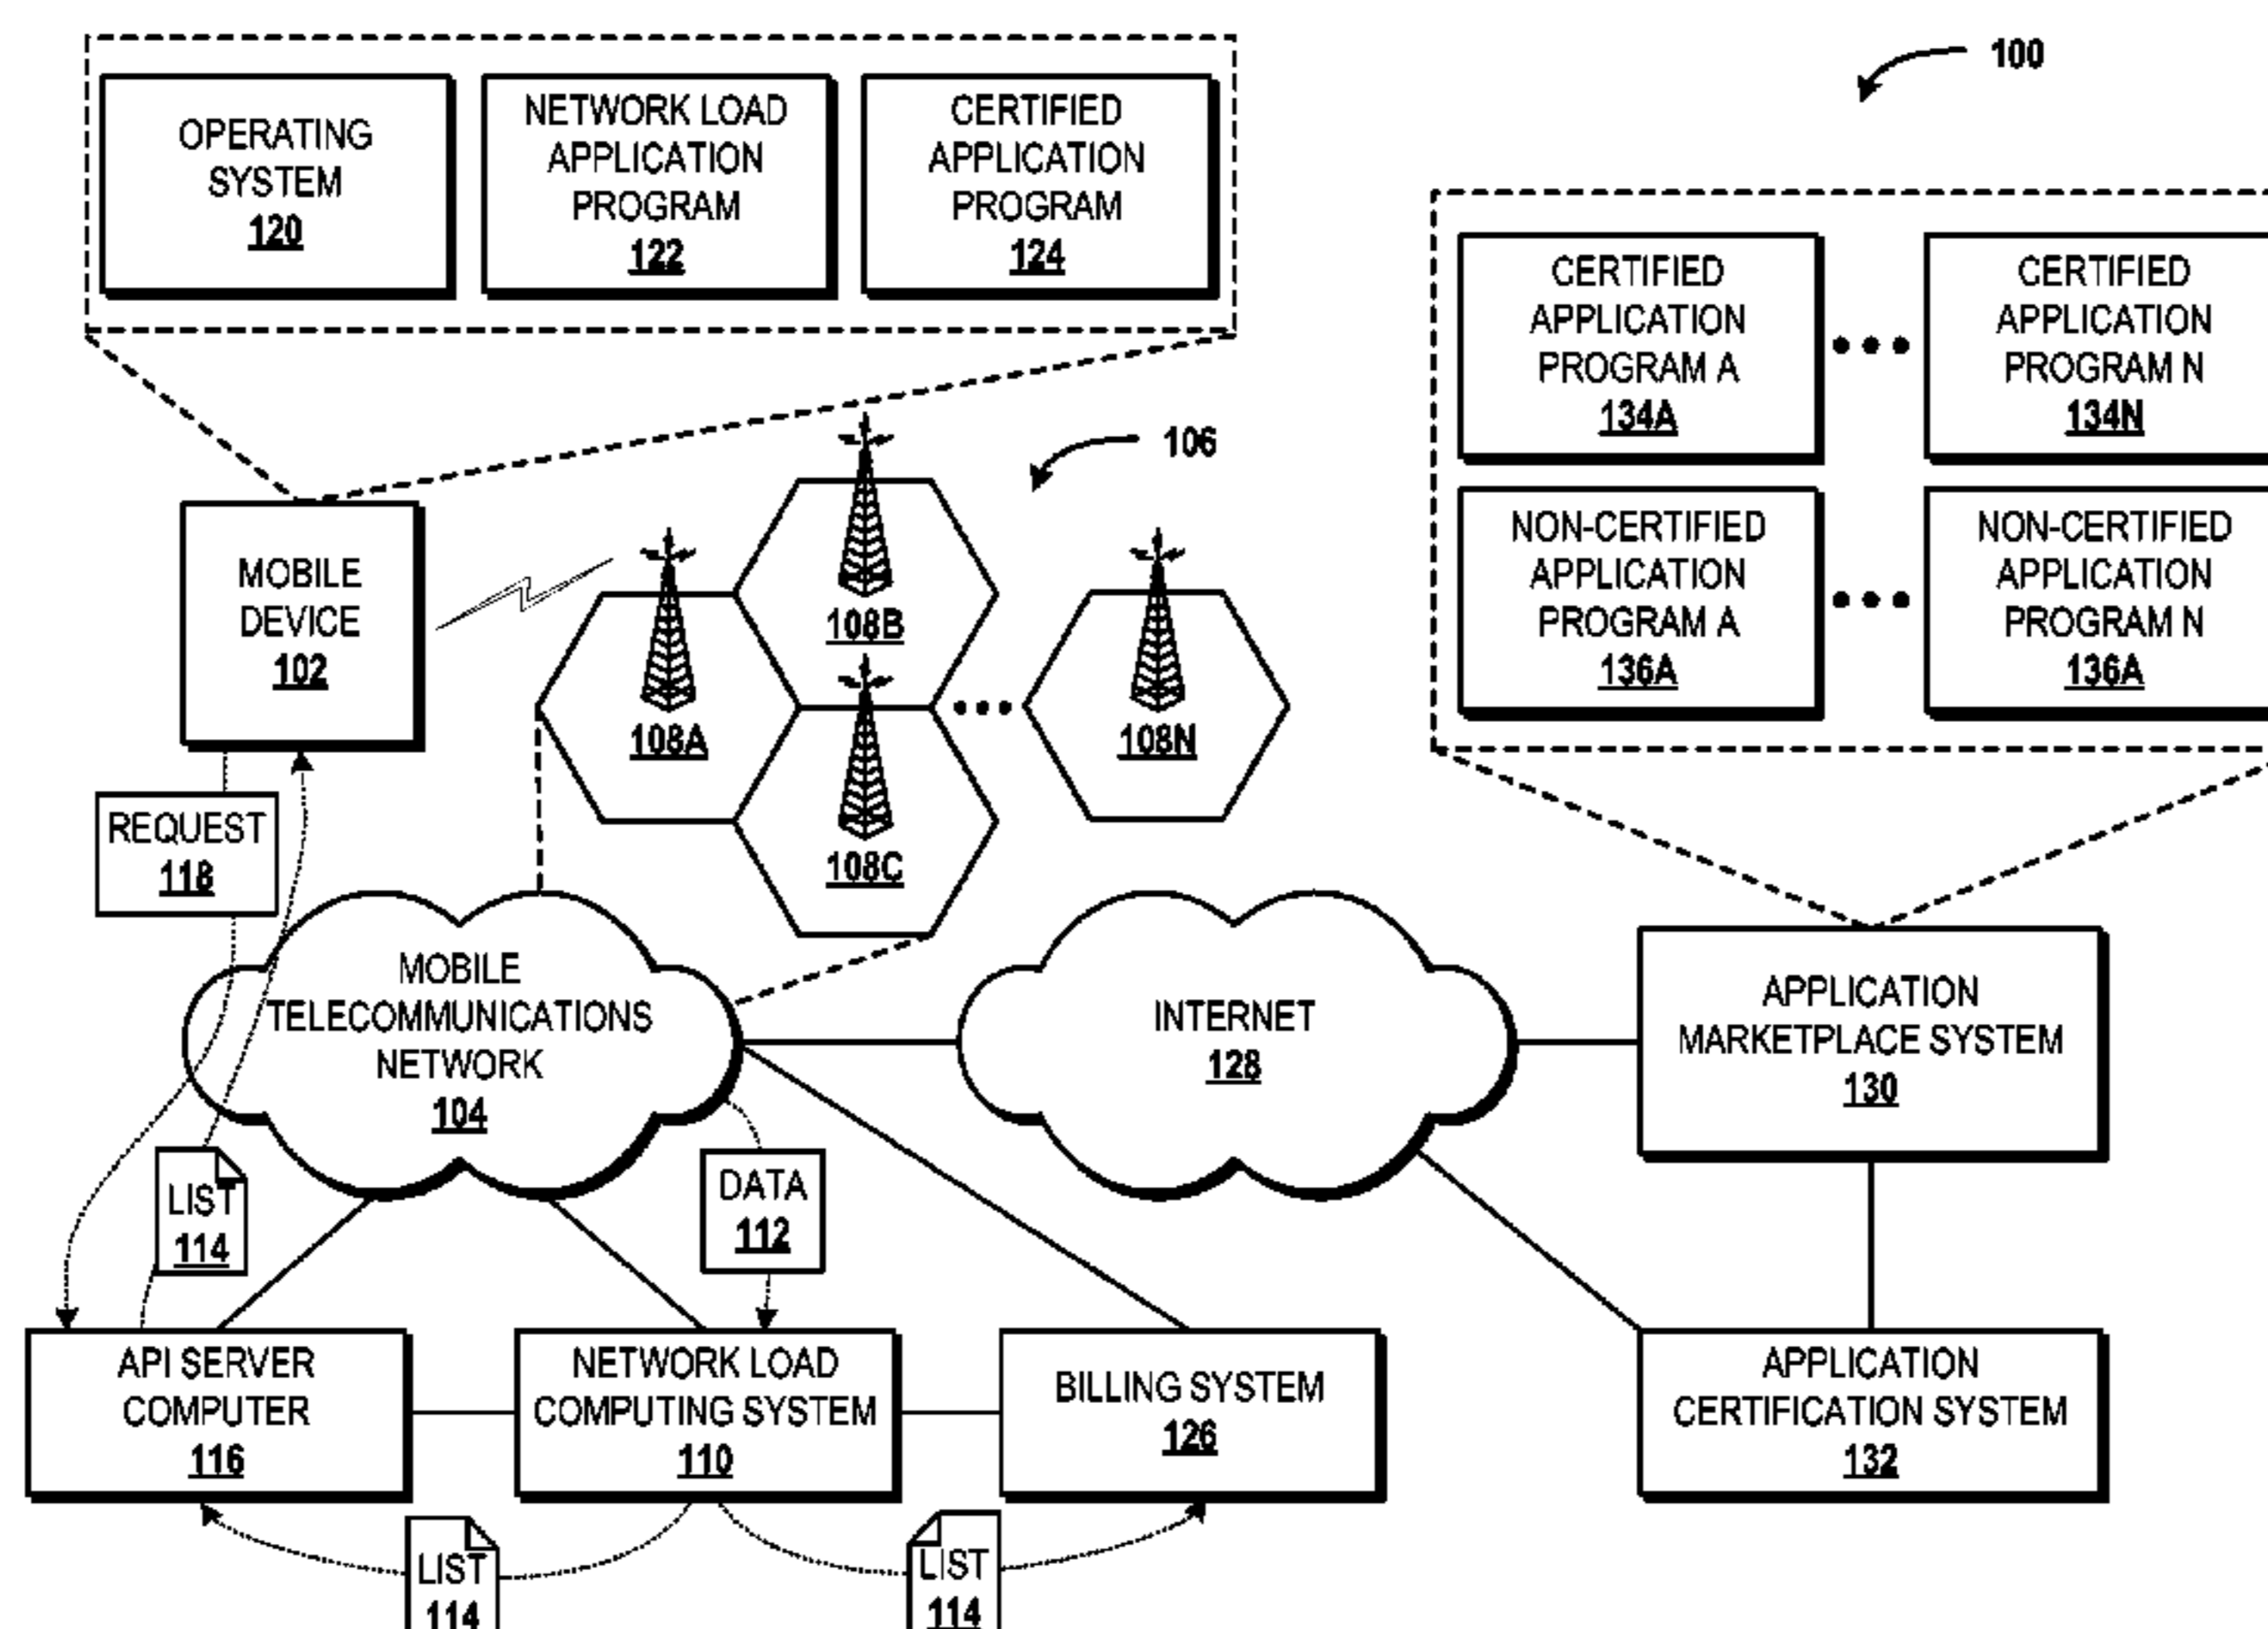 100
OPERATING
SYSTEM
120
NETWORK LOAD
APPLICATION
PROGRAM
122
CERTIFIED
APPLICATION
PROGRAM
124
CERTIFIED
APPLICATION
PROGRAM A
134A
CERTIFIED
APPLICATION
PROGRAM N
134N
NON-CERTIFIED
APPLICATION
PROGRAM A
136A
NON-CERTIFIED
APPLICATION
PROGRAM N
136A
106
MOBILE
DEVICE
102
108A
108B
108C
108N
REQUEST
118
MOBILE
TELECOMMUNICATIONS
NETWORK
104
INTERNET
128
APPLICATION
MARKETPLACE SYSTEM
130
LIST
114
DATA
112
API SERVER
COMPUTER
116
NETWORK LOAD
COMPUTING SYSTEM
110
BILLING SYSTEM
126
APPLICATION
CERTIFICATION SYSTEM
132
LIST
114
LIST
114